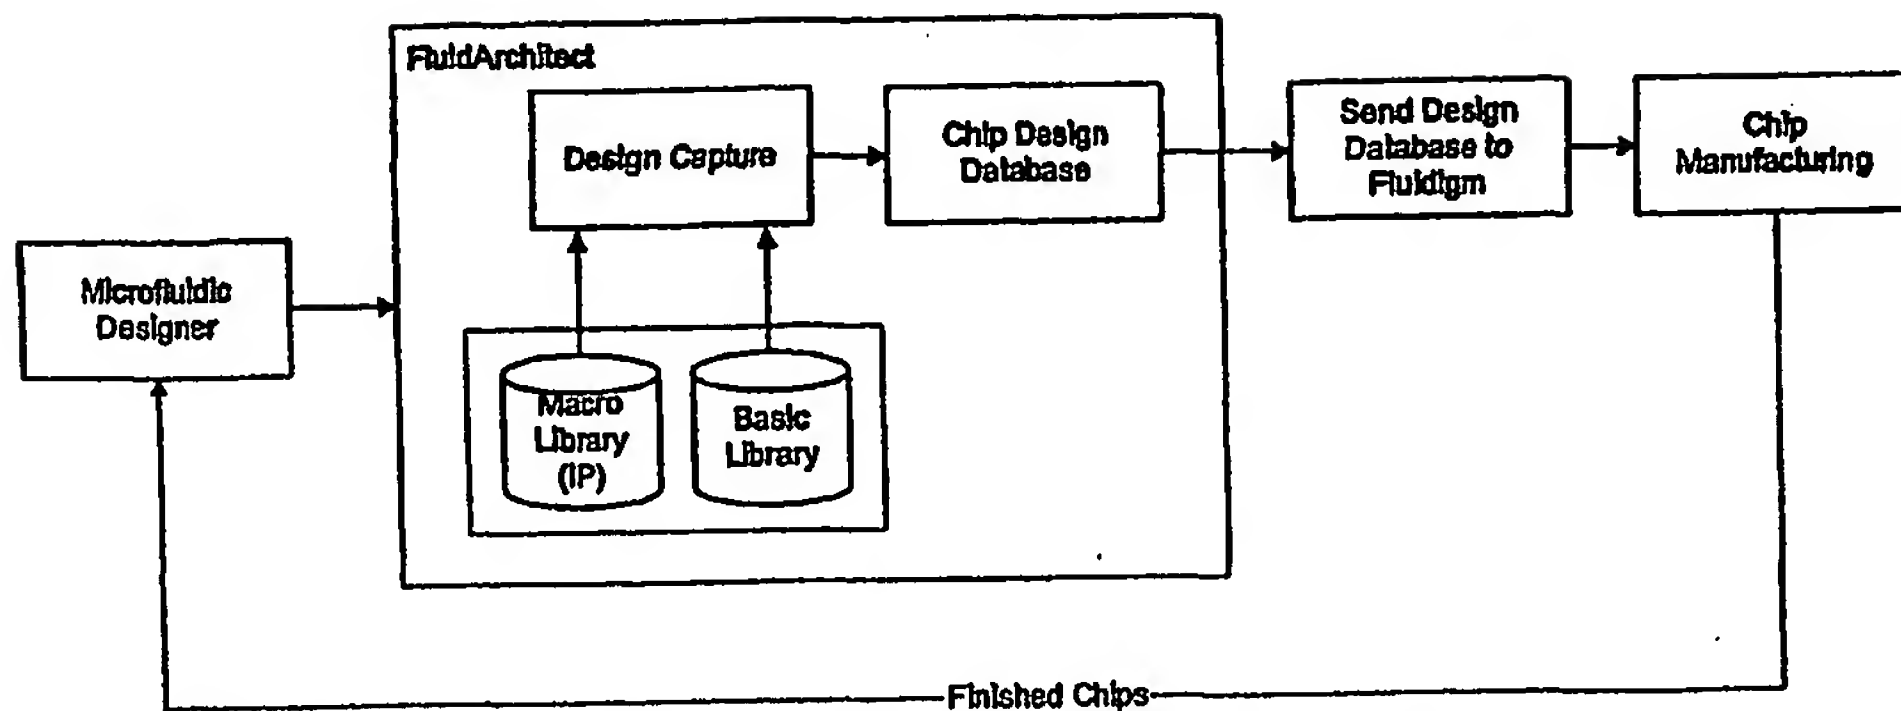 FluidArchitect
Design Capture
Chip Design
Database
Send Design
Database to
Fluidigm
Chip
Manufacturing
Microfluidic
Designer
Macro
Library
(IP)
Basic
Library
Finished Chips